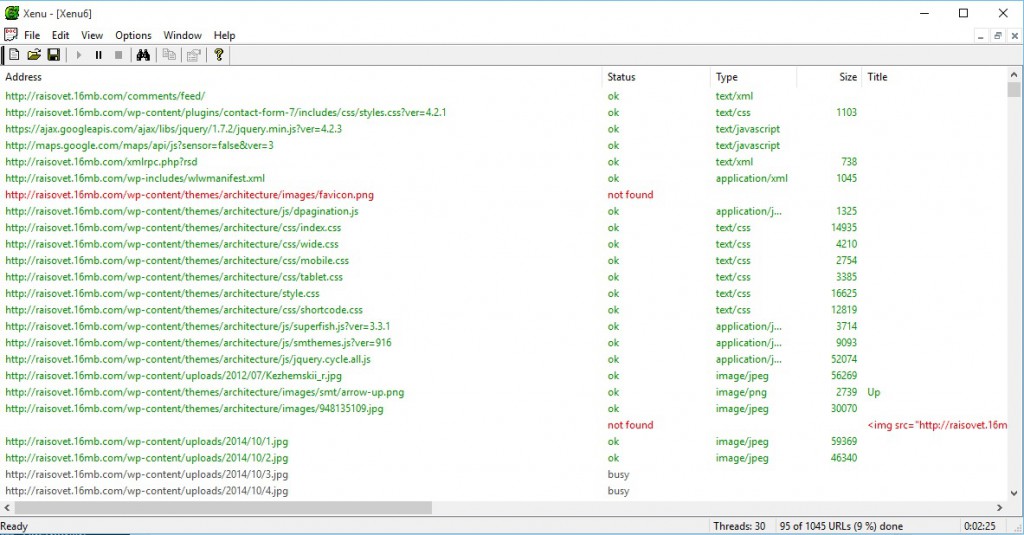 Xenu - [Xenu6]
File Edit View Options Window Help
Address Status Type Size Title
http://raisovet.16mb.com/comments/feed/ ok text/xml
http://raisovet.16mb.com/wp-content/plugins/contact-form-7/includes/css/styles.css?ver=4.2.1 ok text/css 1103
https://ajax.googleapis.com/ajax/libs/jquery/1.7.2/jquery.min.js?ver=4.2.3 ok text/javascript
http://maps.google.com/maps/api/js?sensor=false&ver=3 ok text/javascript
http://raisovet.16mb.com/xmlrpc.php?rsd ok text/xml 738
http://raisovet.16mb.com/wp-includes/wlwmanifest.xml ok application/xml 1045
http://raisovet.16mb.com/wp-content/themes/architecture/images/favicon.png not found
http://raisovet.16mb.com/wp-content/themes/architecture/js/dpagination.js ok application/j... 1325
http://raisovet.16mb.com/wp-content/themes/architecture/css/index.css ok text/css 14935
http://raisovet.16mb.com/wp-content/themes/architecture/css/wide.css ok text/css 4210
http://raisovet.16mb.com/wp-content/themes/architecture/css/mobile.css ok text/css 2754
http://raisovet.16mb.com/wp-content/themes/architecture/css/tablet.css ok text/css 3385
http://raisovet.16mb.com/wp-content/themes/architecture/style.css ok text/css 16625
http://raisovet.16mb.com/wp-content/themes/architecture/css/shortcode.css ok text/css 12819
http://raisovet.16mb.com/wp-content/themes/architecture/js/superfish.js?ver=3.3.1 ok application/j... 3714
http://raisovet.16mb.com/wp-content/themes/architecture/js/smthemes.js?ver=916 ok application/j... 9093
http://raisovet.16mb.com/wp-content/themes/architecture/js/jquery.cycle.all.js ok application/j... 52074
http://raisovet.16mb.com/wp-content/uploads/2012/07/Kezhemskii_r.jpg ok image/jpeg 56269
http://raisovet.16mb.com/wp-content/themes/architecture/images/smt/arrow-up.png ok image/png 2739 Up
http://raisovet.16mb.com/wp-content/themes/architecture/images/948135109.jpg ok image/jpeg 30070
not found <img src="http://raisovet.16m
http://raisovet.16mb.com/wp-content/uploads/2014/10/1.jpg ok image/jpeg 59369
http://raisovet.16mb.com/wp-content/uploads/2014/10/2.jpg ok image/jpeg 46340
http://raisovet.16mb.com/wp-content/uploads/2014/10/3.jpg busy
http://raisovet.16mb.com/wp-content/uploads/2014/10/4.jpg busy
Ready Threads: 30 95 of 1045 URLs (9 %) done 0:02:25